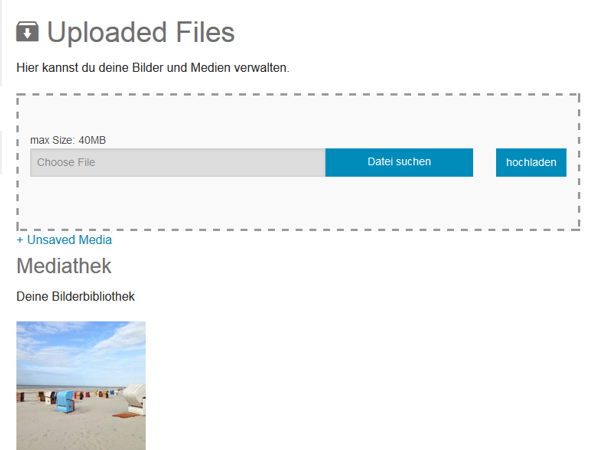 Uploaded Files
Hier kannst du deine Bilder und Medien verwalten.
max Size: 40MB
Choose File
Datei suchen
hochladen
+ Unsaved Media
Mediathek
Deine Bilderbibliothek